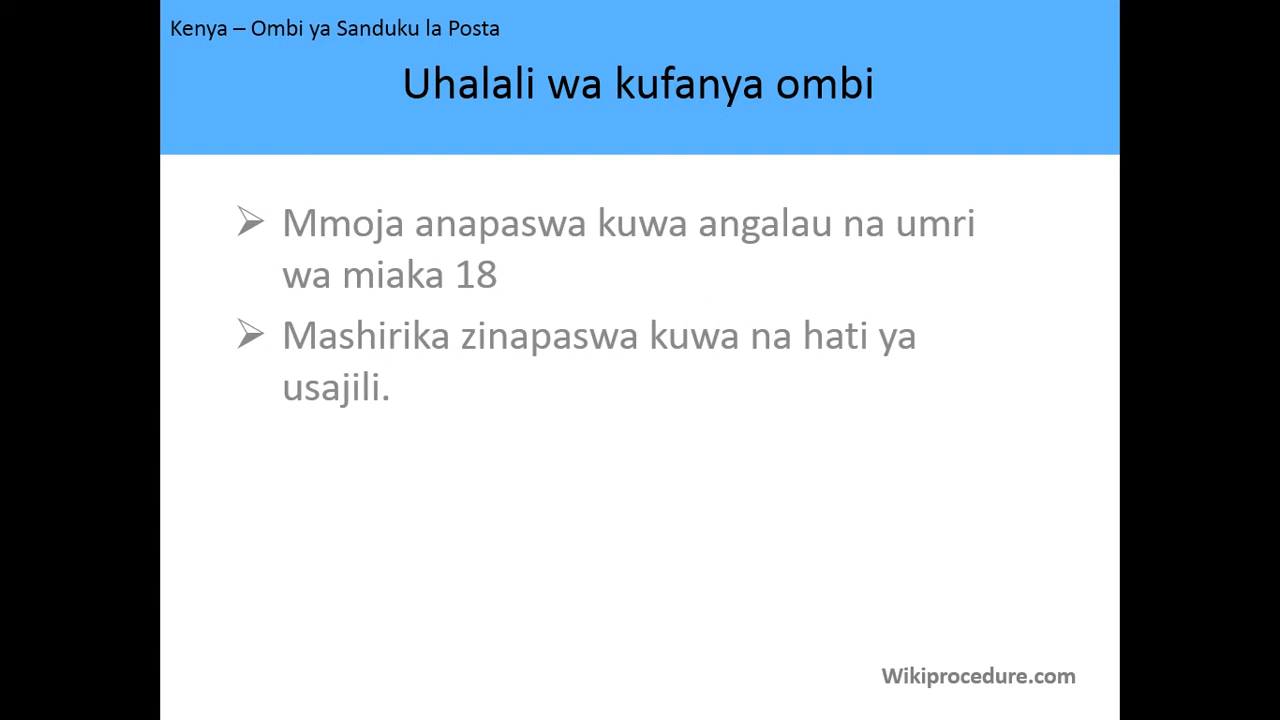 Kenya – Ombi ya Sanduku la Posta
Uhalali wa kufanya ombi
➢ Mmoja anapaswa kuwa angalau na umri
wa miaka 18
➢ Mashirika zinapaswa kuwa na hati ya
usajili.
Wikiprocedure.com